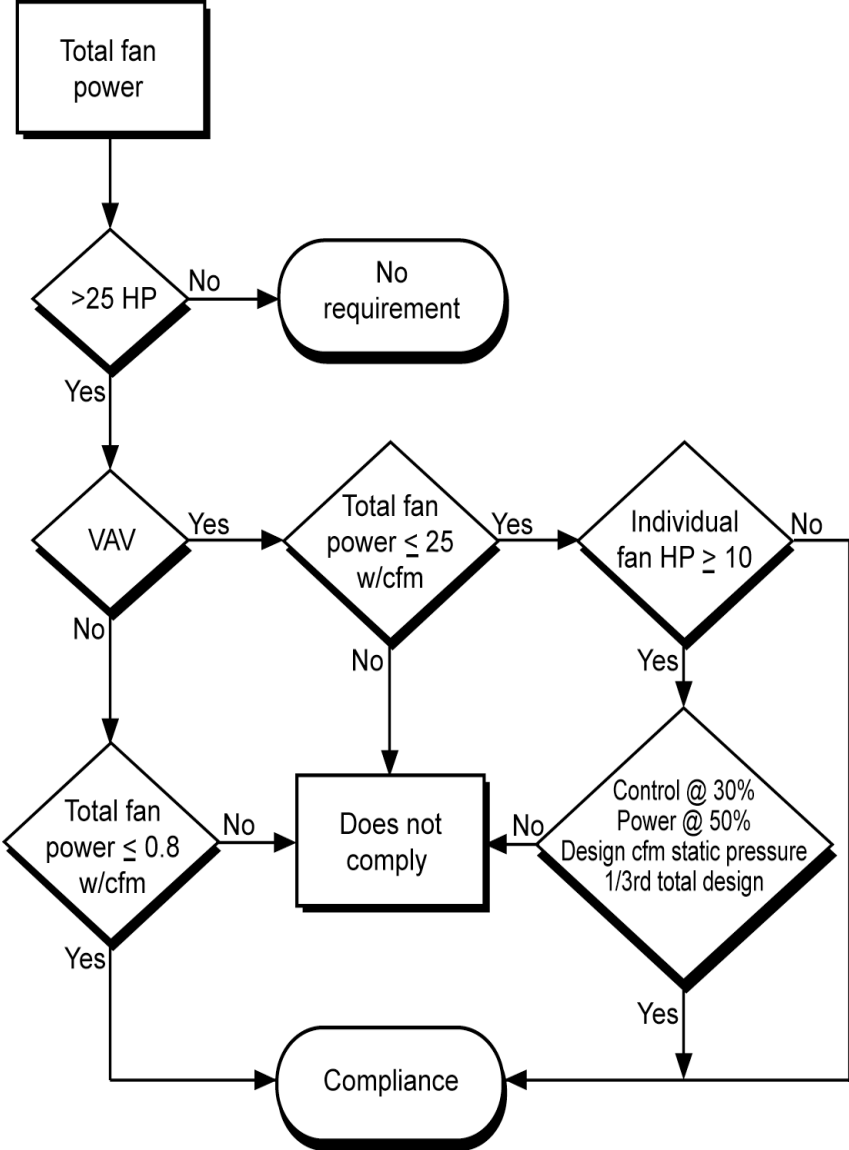 Total fan
power
>25 HP
No
No
requirement
Yes
VAV
Yes
Total fan
power ≤ 25
w/cfm
Yes
Individual
fan HP ≥ 10
No
No
No
Yes
Total fan
power ≤ 0.8
w/cfm
No
Does not
comply
No
Control @ 30%
Power @ 50%
Design cfm static pressure
1/3rd total design
Yes
Yes
Compliance